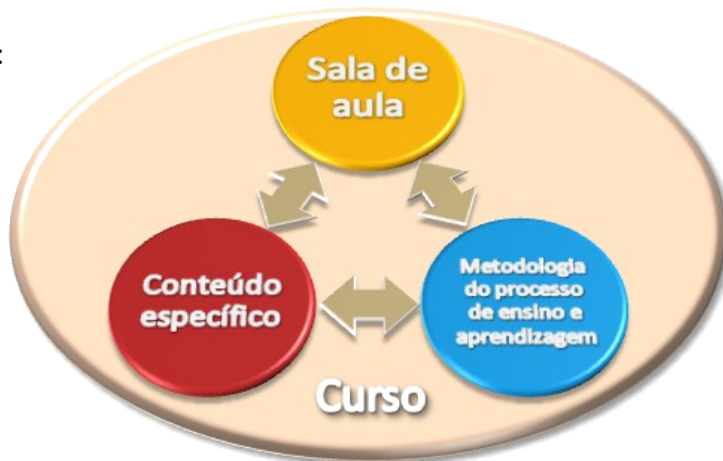 :
Sala de
aula
Conteúdo
específico
Metodologia
do processo
de ensino e
aprendizagem
Curso